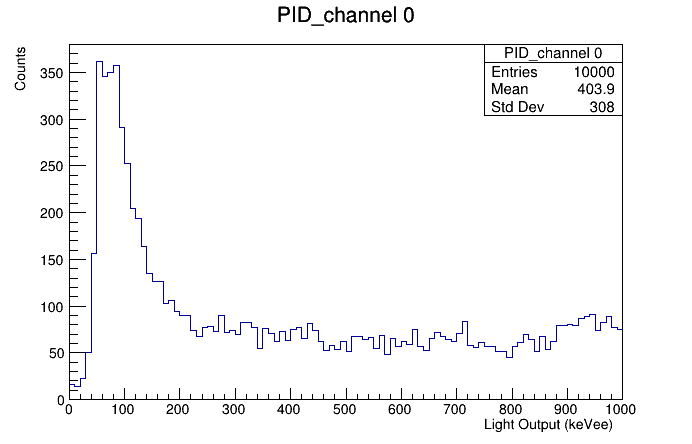 PID_channel 0
Counts
PID_channel 0
Entries 10000
Mean 403.9
Std Dev 308
350
300
250
200
150
100
50
0
0 100 200 300 400 500 600 700 800 900 1000
Light Output (keVee)